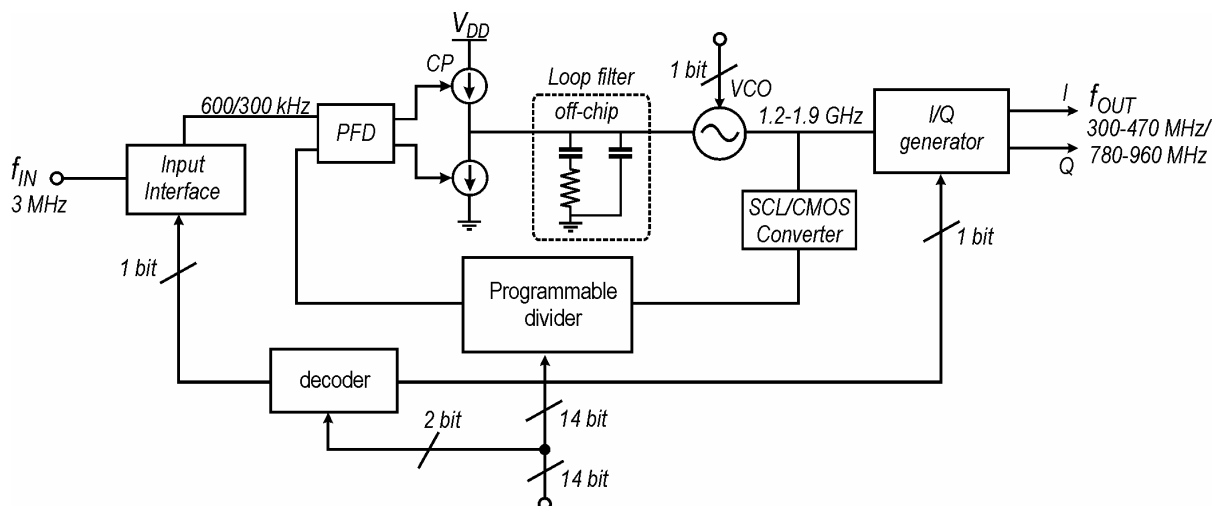 V_DD
CP
Loop filter
off-chip
1 bit
VCO
600/300 kHz
PFD
1.2-1.9 GHz
I/Q
generator
I
Q
f_OUT
300-470 MHz/
780-960 MHz
f_IN
3 MHz
Input
Interface
SCL/CMOS
Converter
1 bit
1 bit
Programmable
divider
decoder
2 bit
14 bit
14 bit